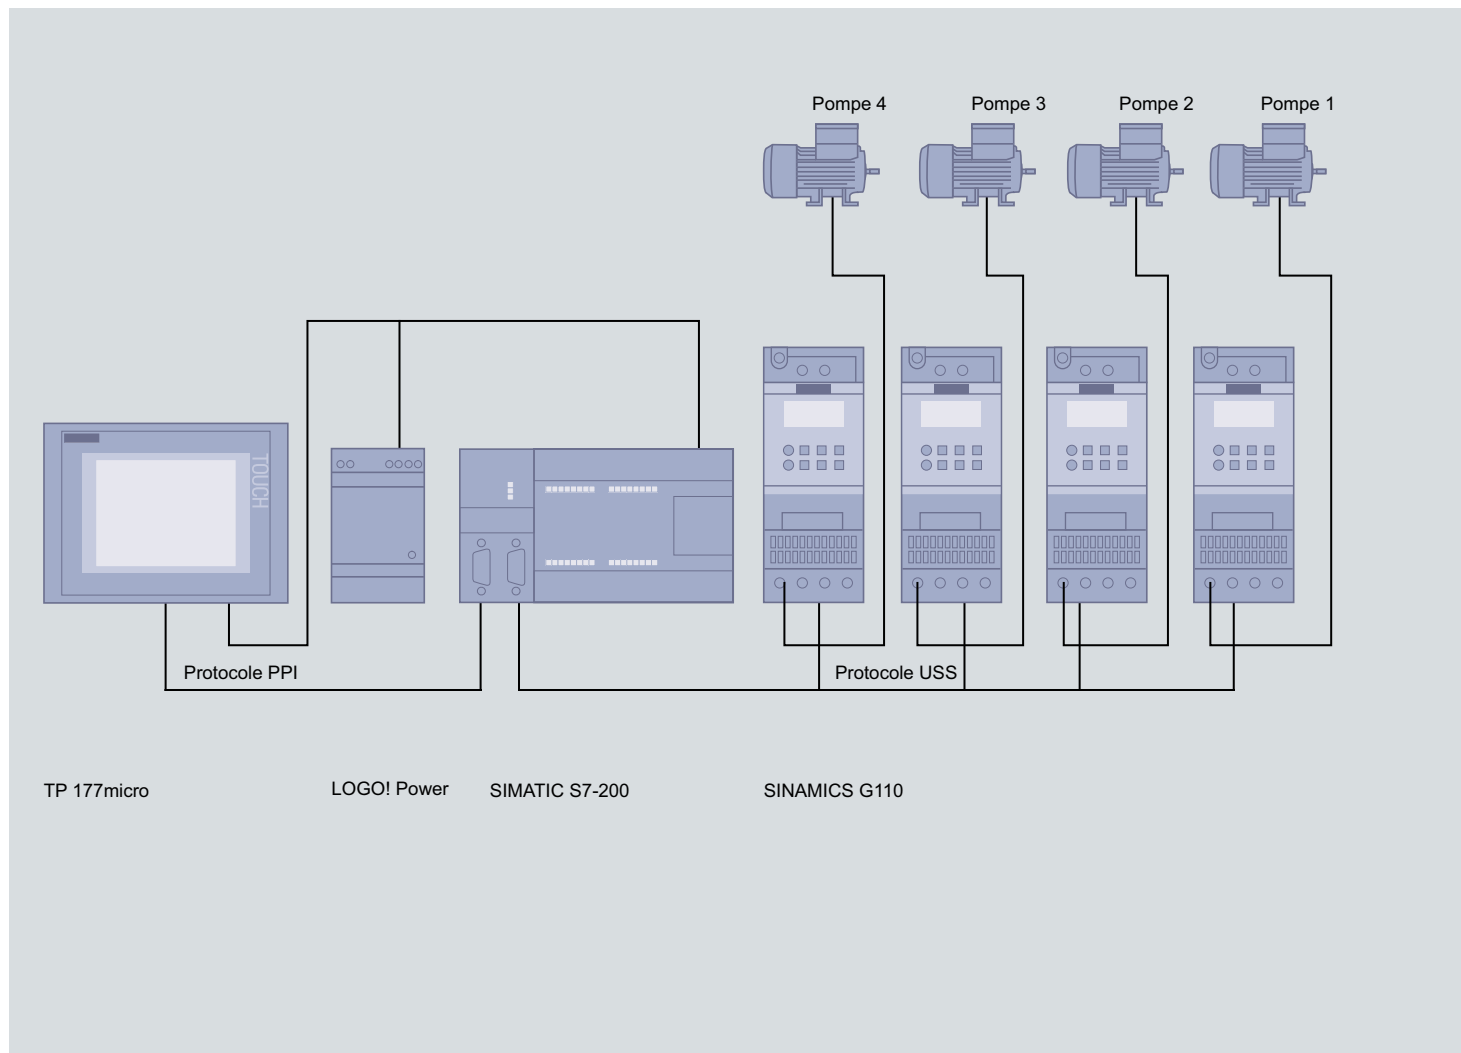 Pompe 4 Pompe 3 Pompe 2 Pompe 1
TOUCH
Protocole PPI
Protocole USS
TP 177micro
LOGO! Power
SIMATIC S7-200
SINAMICS G110